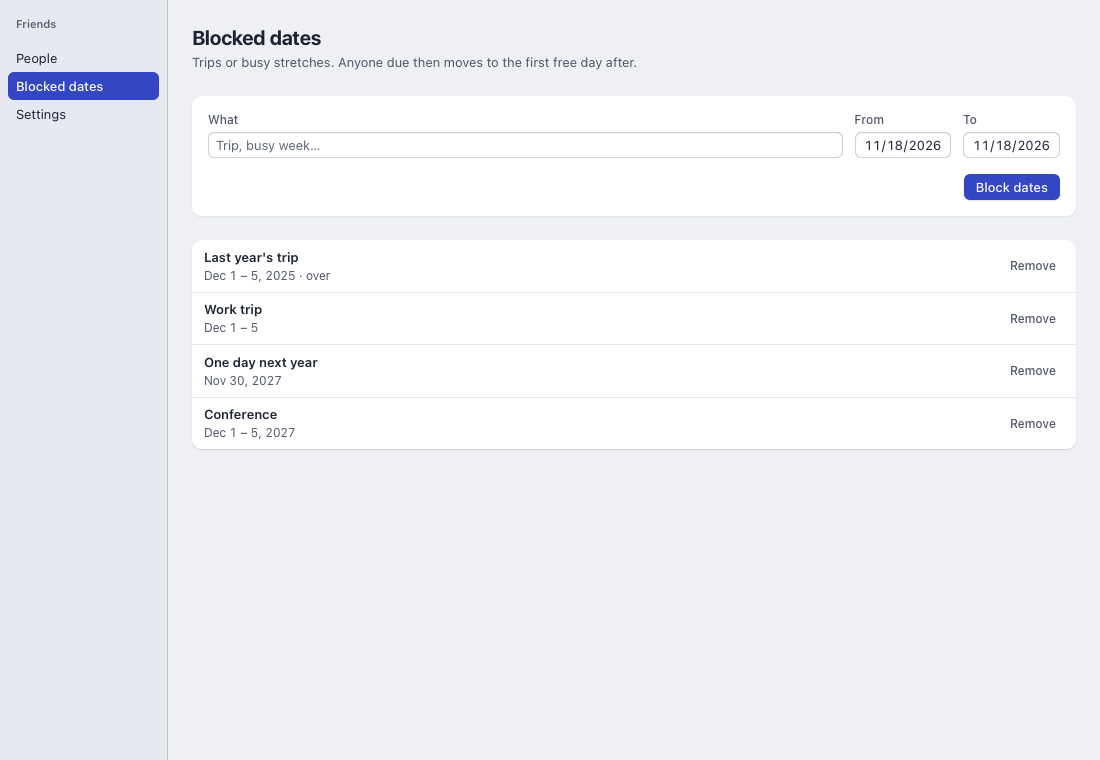 Friends
People
Blocked dates
Settings
Blocked dates
Trips or busy stretches. Anyone due then moves to the first free day after.
What
From
To
Trip, busy week…
11/18/2026
11/18/2026
Block dates
Last year's trip
Dec 1 – 5, 2025 · over
Remove
Work trip
Dec 1 – 5
Remove
One day next year
Nov 30, 2027
Remove
Conference
Dec 1 – 5, 2027
Remove